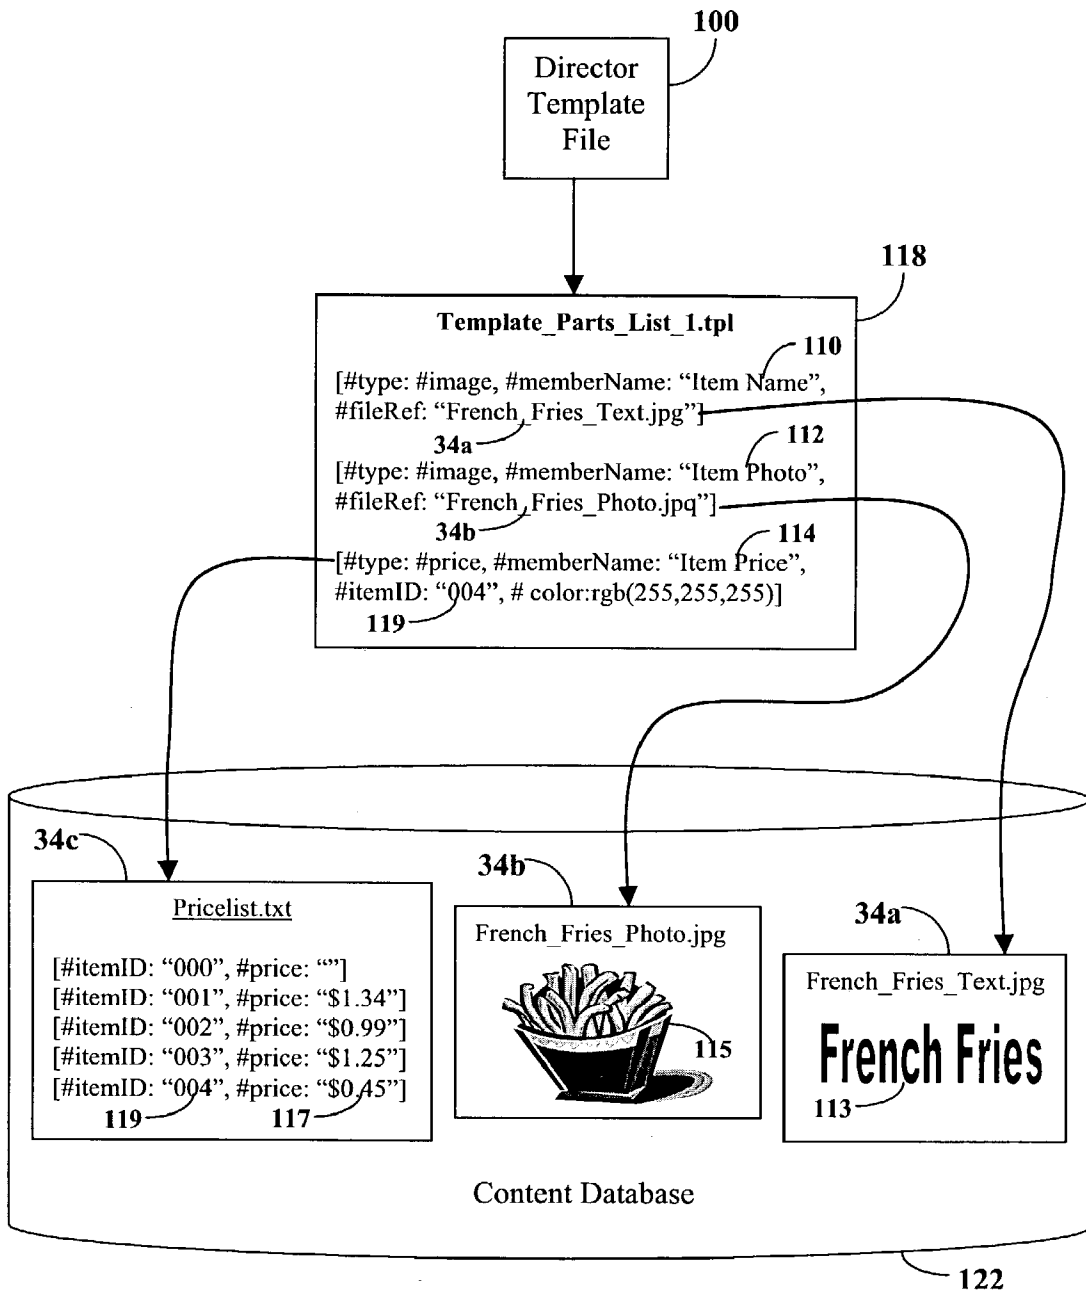 100
Director
Template
File
118
Template_Parts_List_1.tpl
110
[#type: #image, #memberName: “Item Name”,
#fileRef: “French_Fries_Text.jpg”]
34a
112
[#type: #image, #memberName: “Item Photo”,
#fileRef: “French_Fries_Photo.jpq”]
34b
114
[#type: #price, #memberName: “Item Price”,
#itemID: “004”, # color:rgb(255,255,255)]
119
34c
Pricelist.txt
[#itemID: “000”, #price: “”]
[#itemID: “001”, #price: “$1.34”]
[#itemID: “002”, #price: “$0.99”]
[#itemID: “003”, #price: “$1.25”]
[#itemID: “004”, #price: “$0.45”]
119
117
34b
French_Fries_Photo.jpg
115
34a
French_Fries_Text.jpg
French Fries
113
Content Database
122